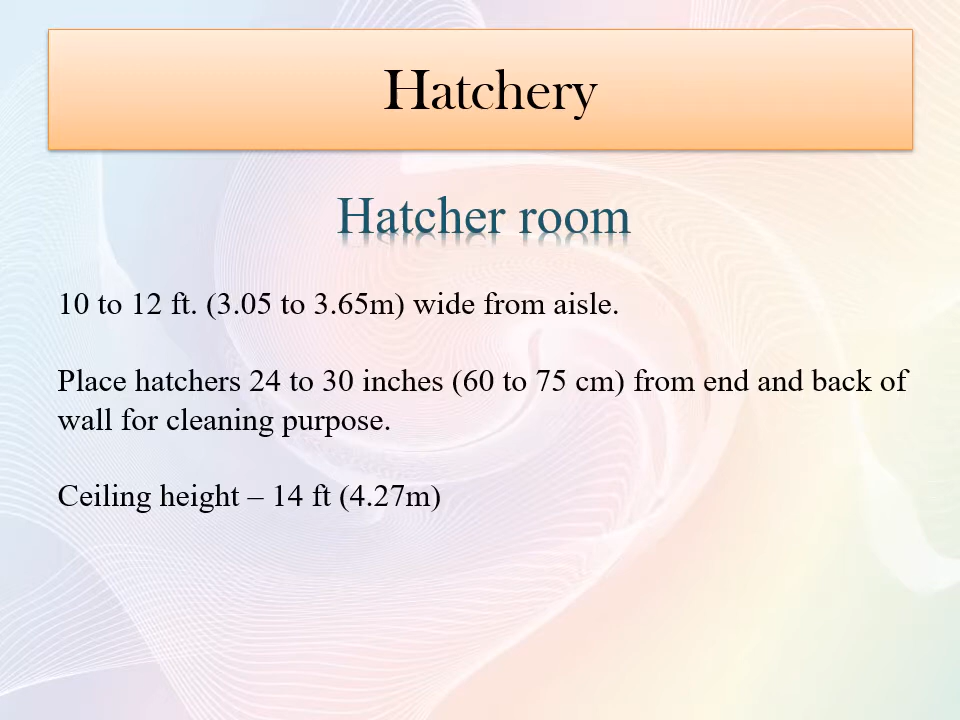 Hatchery
Hatcher room
10 to 12 ft. (3.05 to 3.65m) wide from aisle.
Place hatchers 24 to 30 inches (60 to 75 cm) from end and back of
wall for cleaning purpose.
Ceiling height – 14 ft (4.27m)